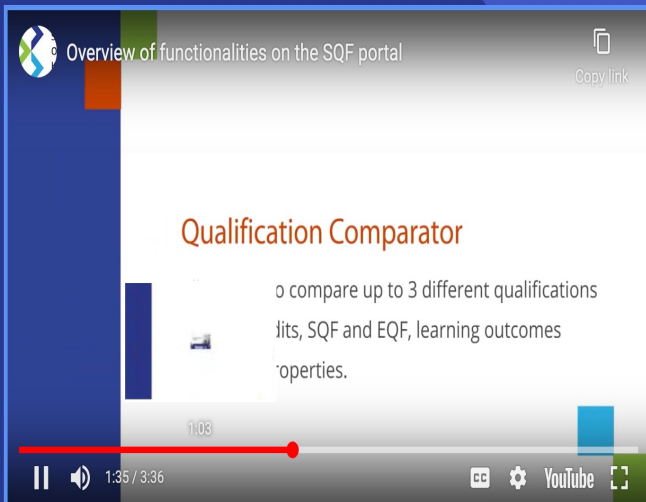 Overview of functionalities on the SQF portal
Copy link
Qualification Comparator
o compare up to 3 different qualifications
dits, SQF and EQF, learning outcomes
roperties.
1:03
1:35 / 3:36
CC
YouTube